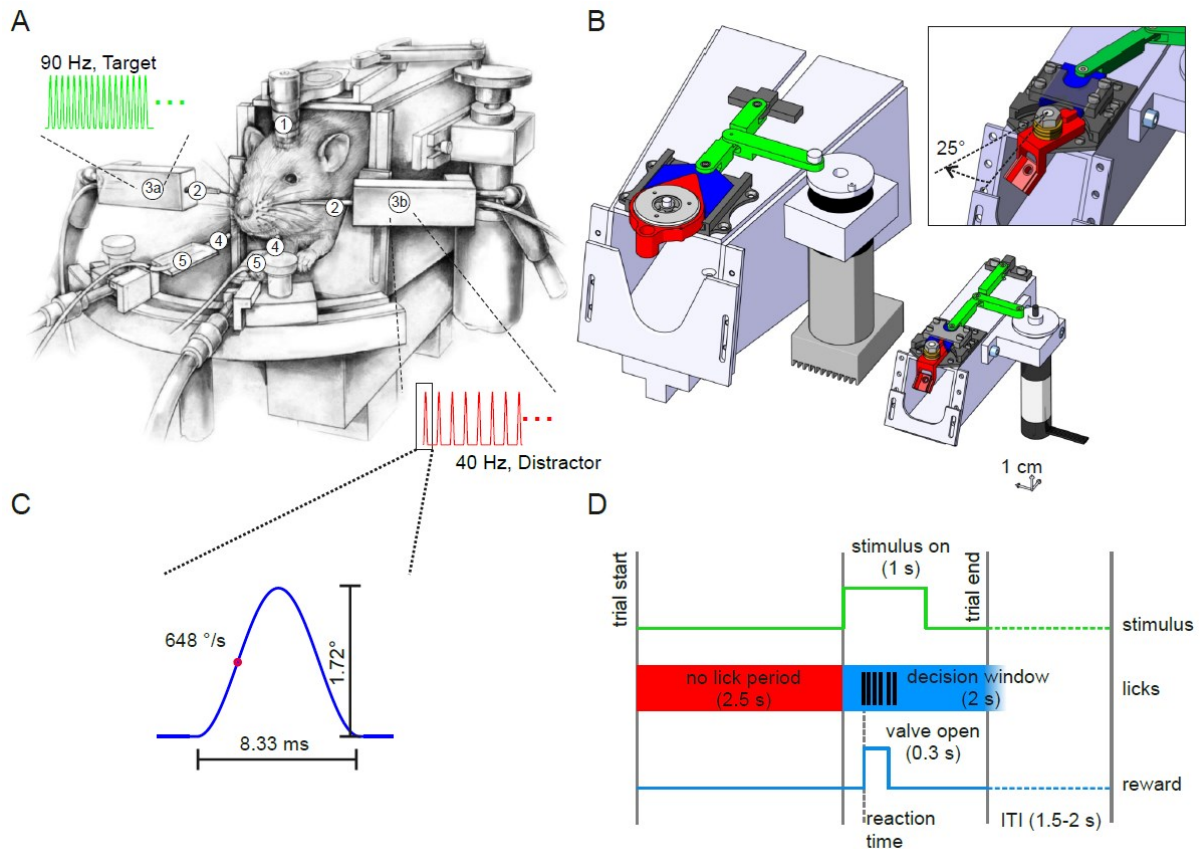 A
90 Hz, Target
1
2
3a
2
3b
4
4
5
5
40 Hz, Distractor
B
25°
1 cm
C
648 °/s
1.72°
8.33 ms
D
trial start
stimulus on
(1 s)
trial end
stimulus
no lick period
(2.5 s)
decision window
(2 s)
licks
valve open
(0.3 s)
reward
reaction
time
ITI (1.5-2 s)